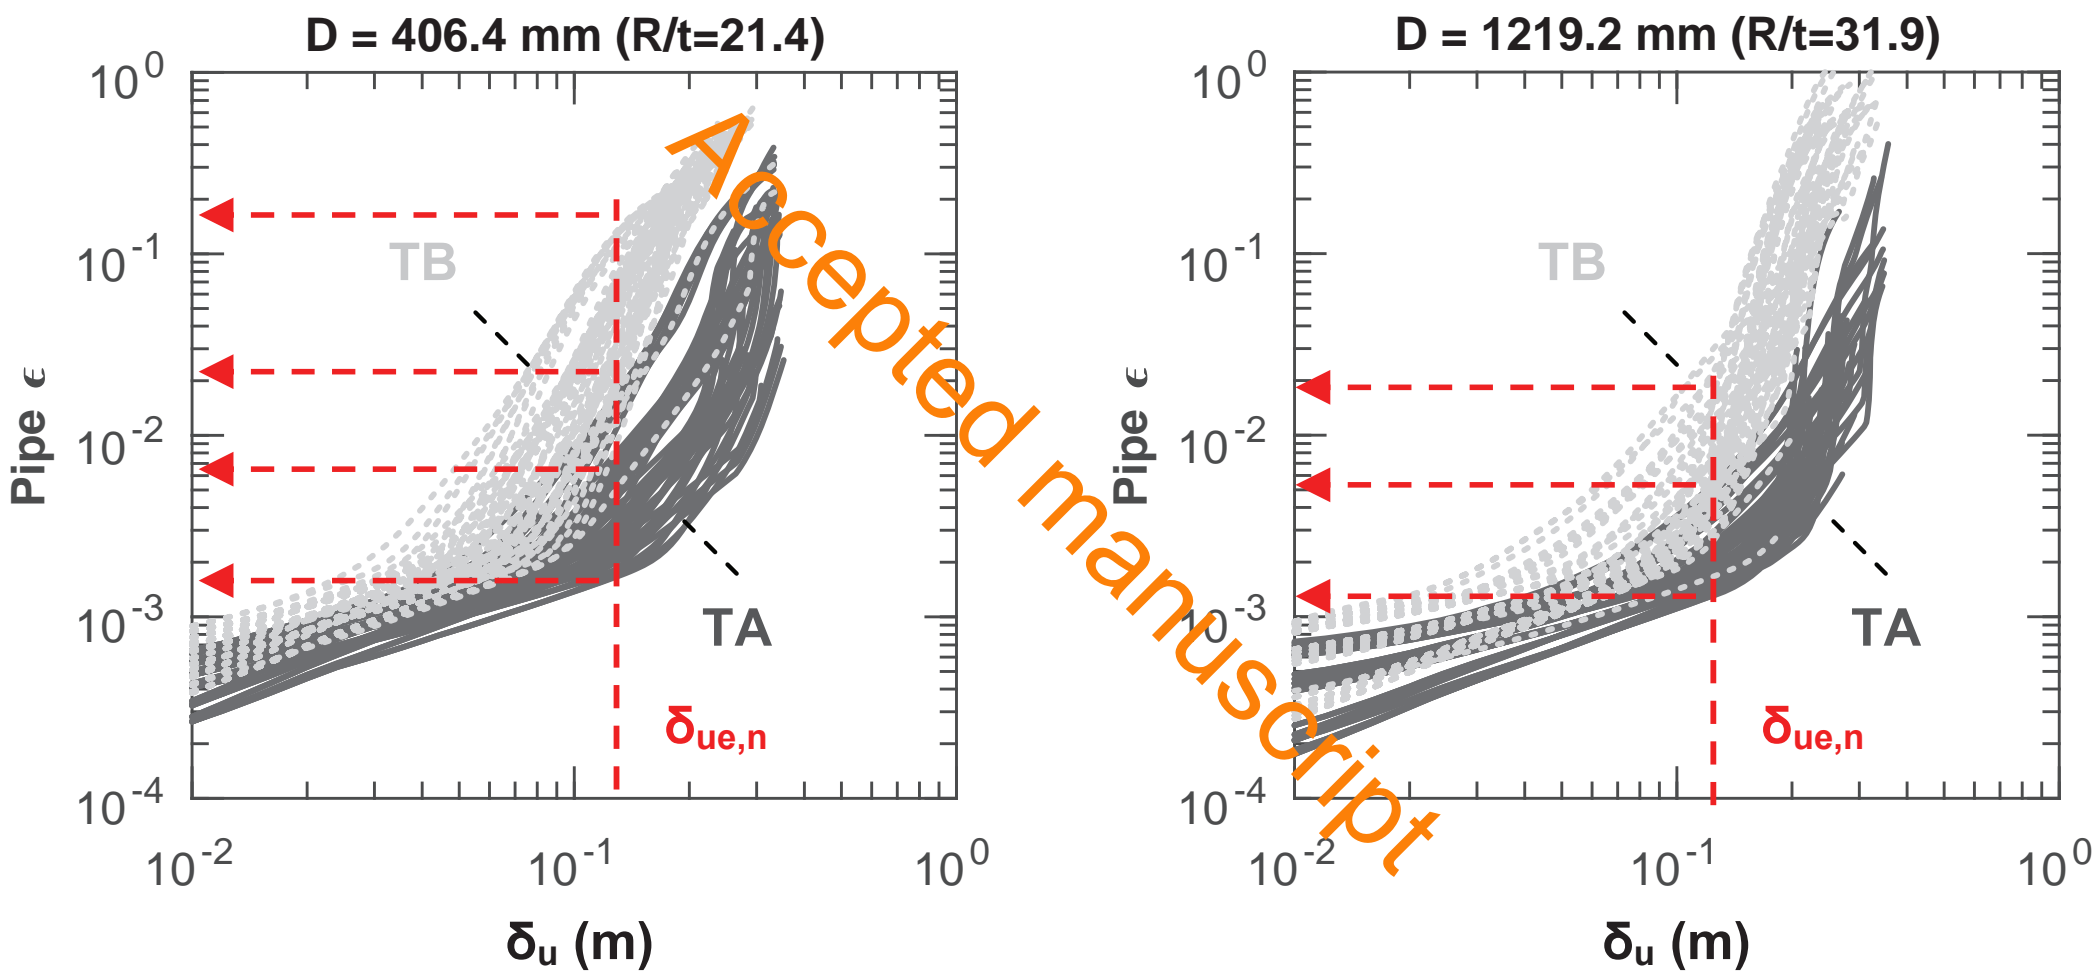 D = 406.4 mm (R/t=21.4)
10^0
10^-1
10^-2
10^-3
10^-4
Pipe ϵ
TB
TA
δue,n
10^-2
10^-1
10^0
δu (m)
D = 1219.2 mm (R/t=31.9)
10^0
10^-1
10^-2
10^-3
10^-4
Pipe ϵ
TB
TA
δue,n
10^-2
10^-1
10^0
δu (m)
Accepted manuscript